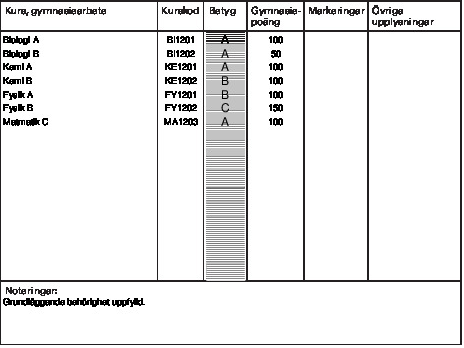 Kurs, gymnasiearbete Kurskod Betyg Gymnasie-poäng Markeringar Övriga upplysningar
Biologi A BI1201 A 100
Biologi B BI1202 A 50
Kemi A KE1201 A 100
Kemi B KE1202 B 100
Fysik A FY1201 B 100
Fysik B FY1202 C 150
Matmatik C MA1203 A 100
Noteringar:
Grundläggande behörighet uppfylld.